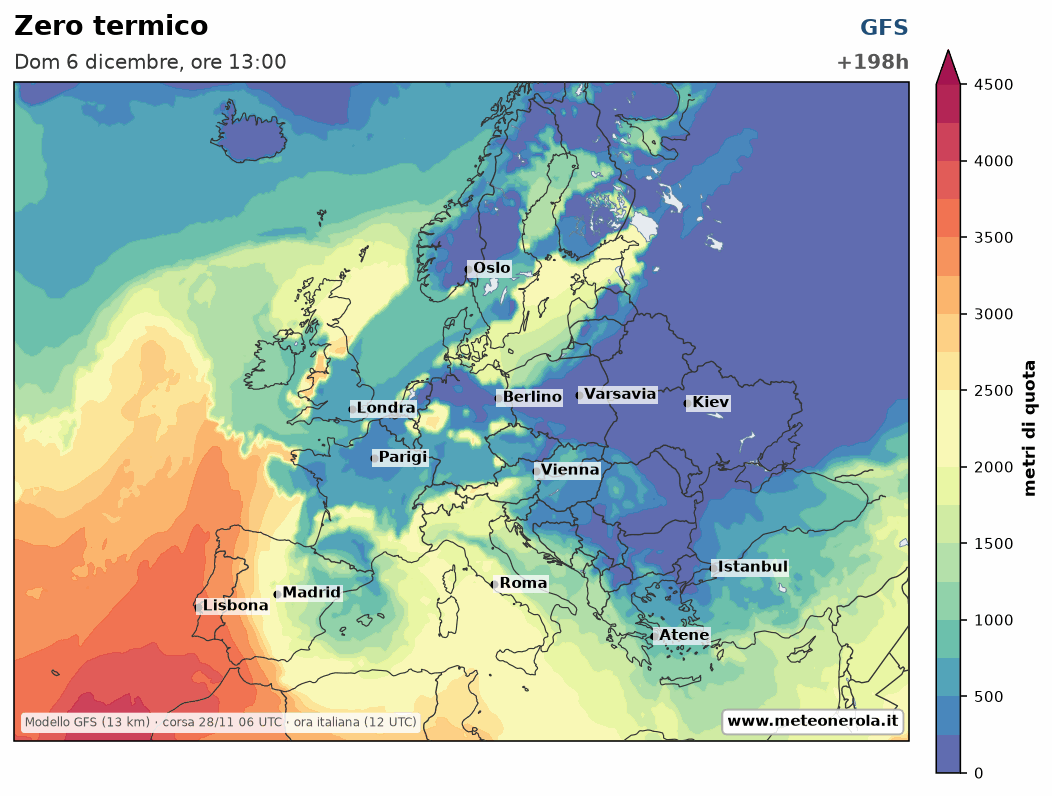 Zero termico
GFS
Dom 6 dicembre, ore 13:00
+198h
4500
4000
3500
3000
2500
2000
1500
1000
500
0
metri di quota
Oslo
Londra
Berlino
Varsavia
Kiev
Parigi
Vienna
Istanbul
Roma
Madrid
Lisbona
Atene
Modello GFS (13 km) · corsa 28/11 06 UTC · ora italiana (12 UTC)
www.meteonerola.it